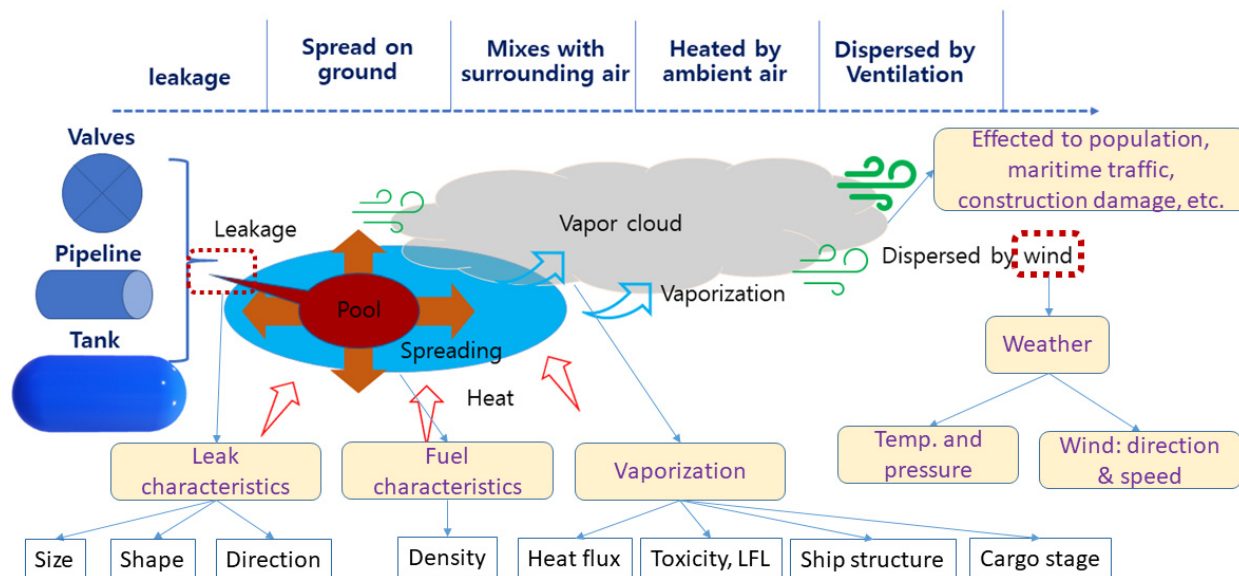 leakage
Spread on
ground
Mixes with
surrounding air
Heated by
ambient air
Dispersed by
Ventilation
Valves
Pipeline
Tank
Leakage
Pool
Spreading
Heat
Vapor cloud
Vaporization
Effected to population,
maritime traffic,
construction damage, etc.
Dispersed by wind
Weather
Temp. and
pressure
Wind: direction
& speed
Leak
characteristics
Fuel
characteristics
Vaporization
Size
Shape
Direction
Density
Heat flux
Toxicity, LFL
Ship structure
Cargo stage